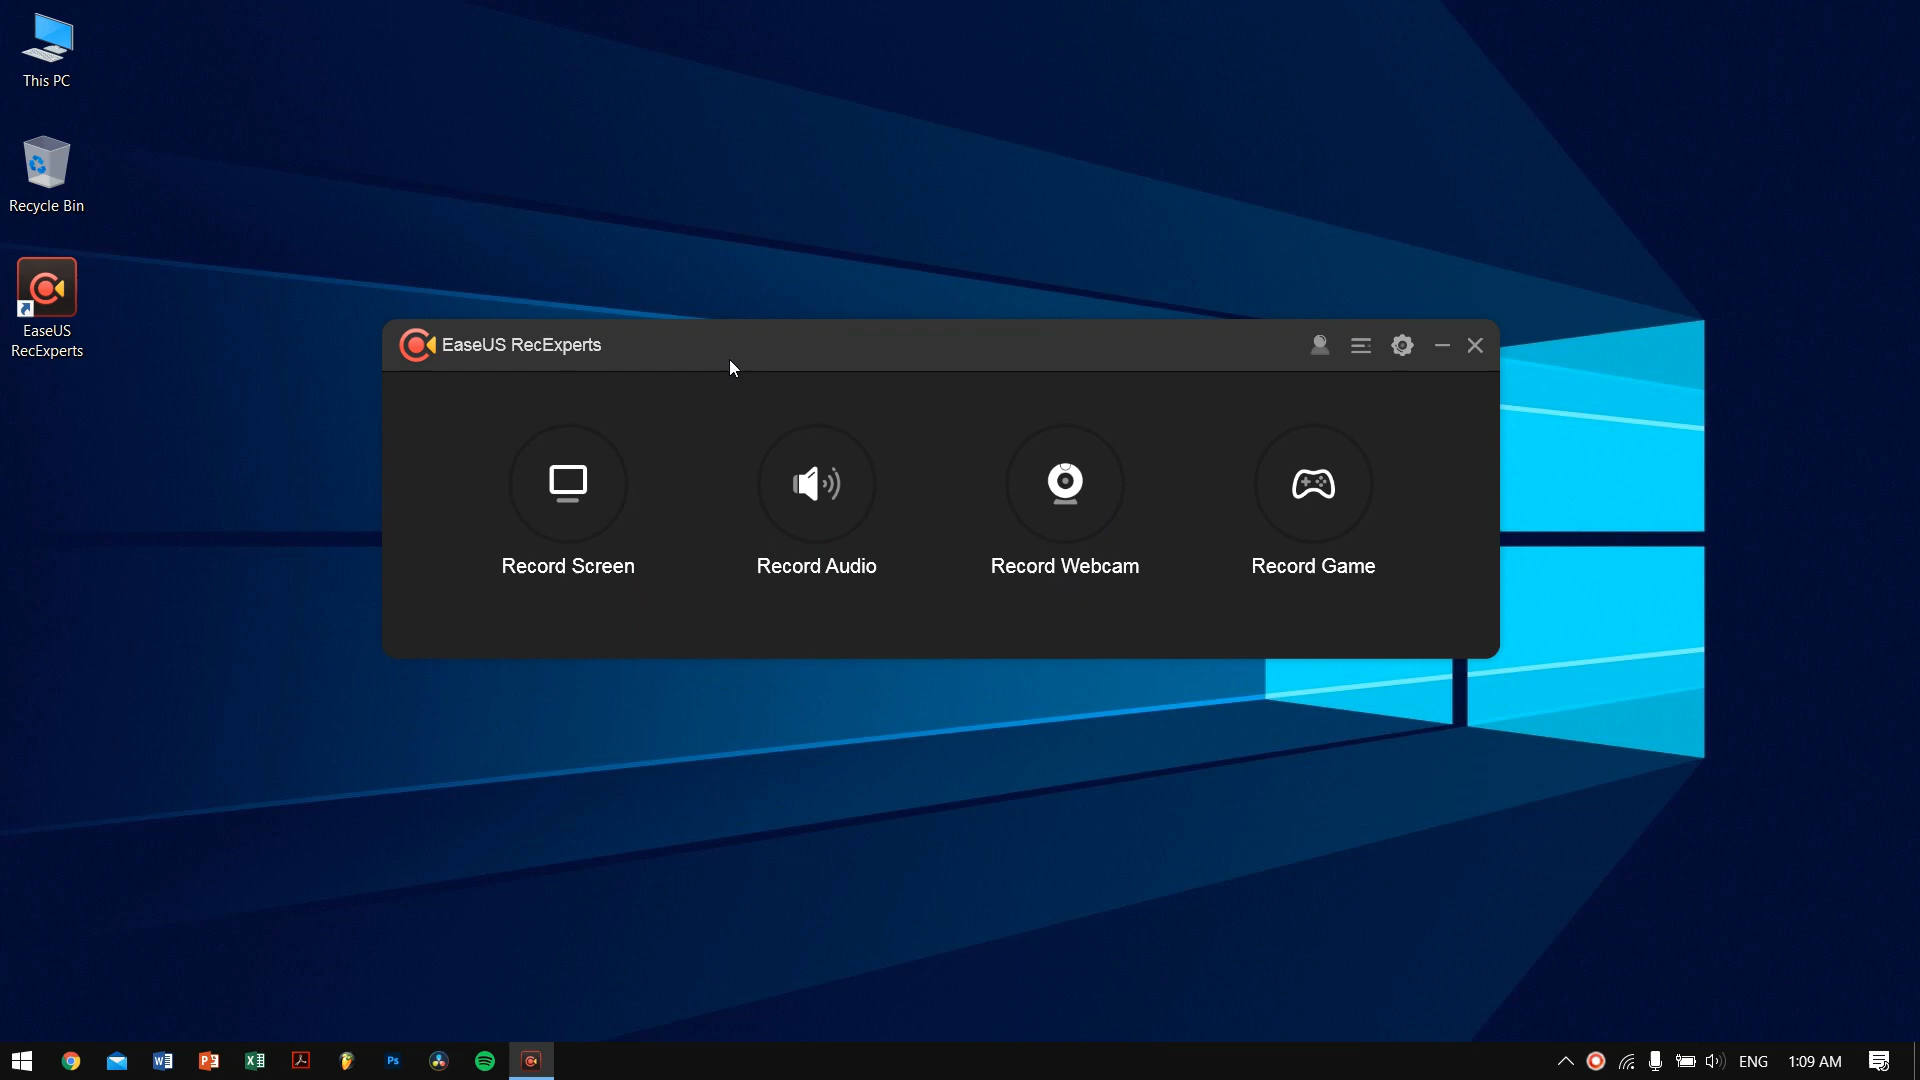 This PC
Recycle Bin
EaseUS
RecExperts
EaseUS RecExperts
Record Screen
Record Audio
Record Webcam
Record Game
Ps
ENG
1:09 AM